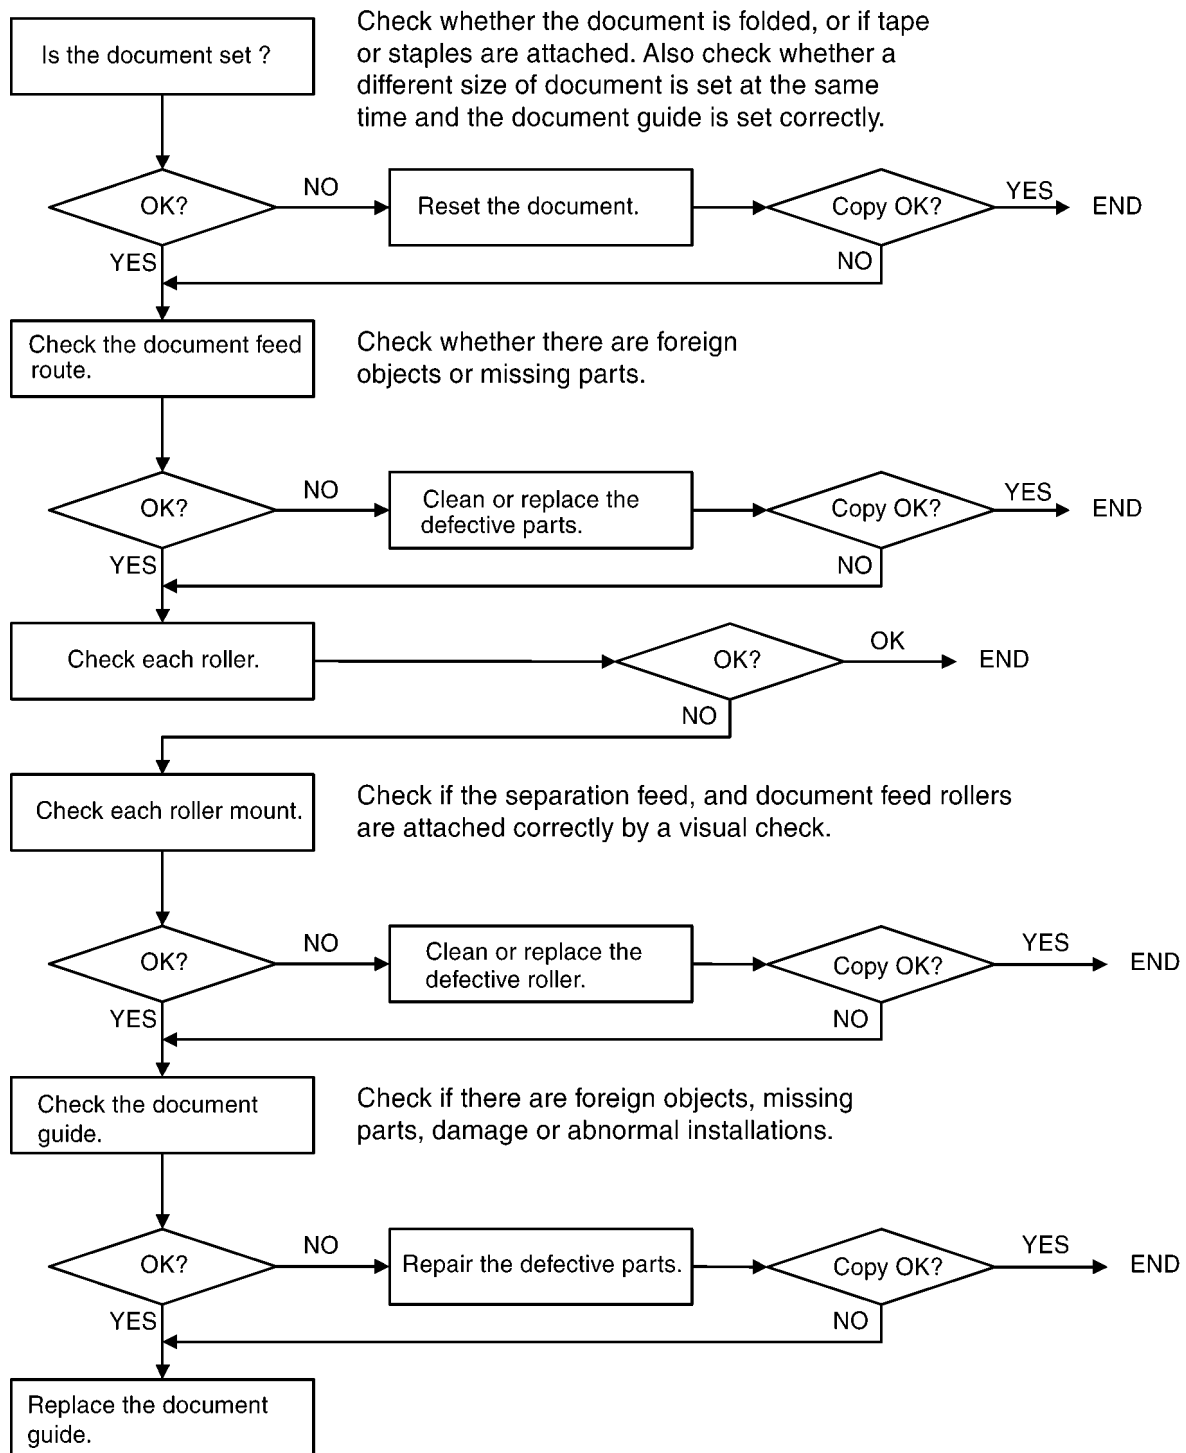 Is the document set ?
Check whether the document is folded, or if tape
or staples are attached. Also check whether a
different size of document is set at the same
time and the document guide is set correctly.
OK?
NO
Reset the document.
Copy OK?
YES
END
YES
NO
Check the document feed
route.
Check whether there are foreign
objects or missing parts.
OK?
NO
Clean or replace the
defective parts.
Copy OK?
YES
END
YES
NO
Check each roller.
OK?
OK
END
NO
Check each roller mount.
Check if the separation feed, and document feed rollers
are attached correctly by a visual check.
OK?
NO
Clean or replace the
defective roller.
Copy OK?
YES
END
YES
NO
Check the document
guide.
Check if there are foreign objects, missing
parts, damage or abnormal installations.
OK?
NO
Repair the defective parts.
Copy OK?
YES
END
YES
NO
Replace the document
guide.